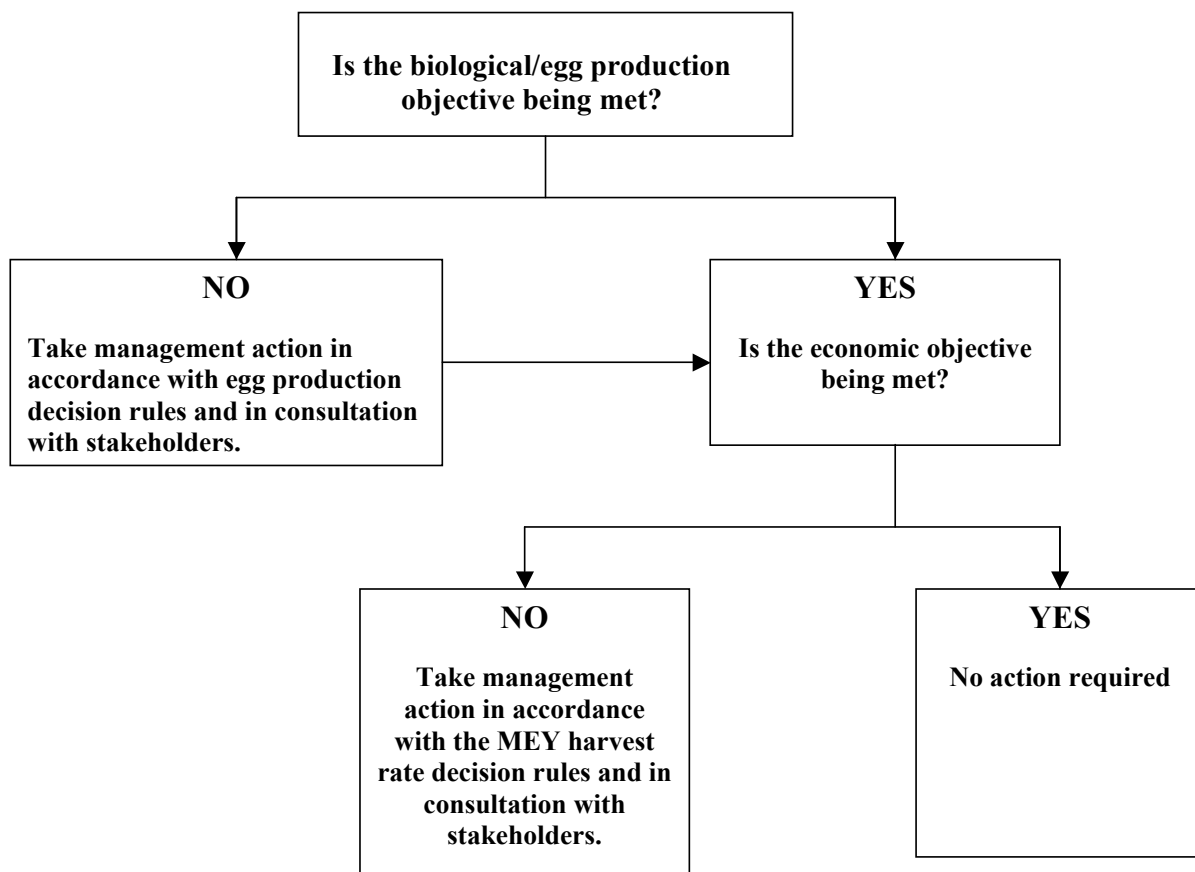 Is the biological/egg production
objective being met?
NO
Take management action in
accordance with egg production
decision rules and in consultation
with stakeholders.
YES
Is the economic objective
being met?
NO
Take management
action in accordance
with the MEY harvest
rate decision rules and in
consultation with
stakeholders.
YES
No action required